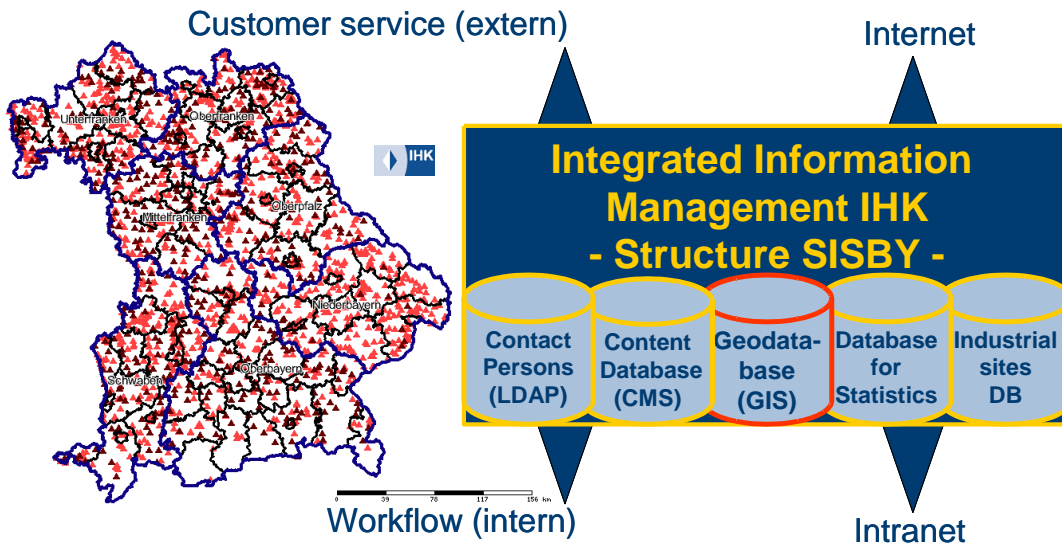 Customer service (extern)
Internet
Unterfranken
Oberfranken
Mittelfranken
Oberpfalz
Niederbayern
Schwaben
Oberbayern
IHK
Integrated Information
Management IHK
- Structure SISBY -
Contact
Persons
(LDAP)
Content
Database
(CMS)
Geodata-
base
(GIS)
Database
for
Statistics
Industrial
sites
DB
0 39 78 117 156 km
Workflow (intern)
Intranet